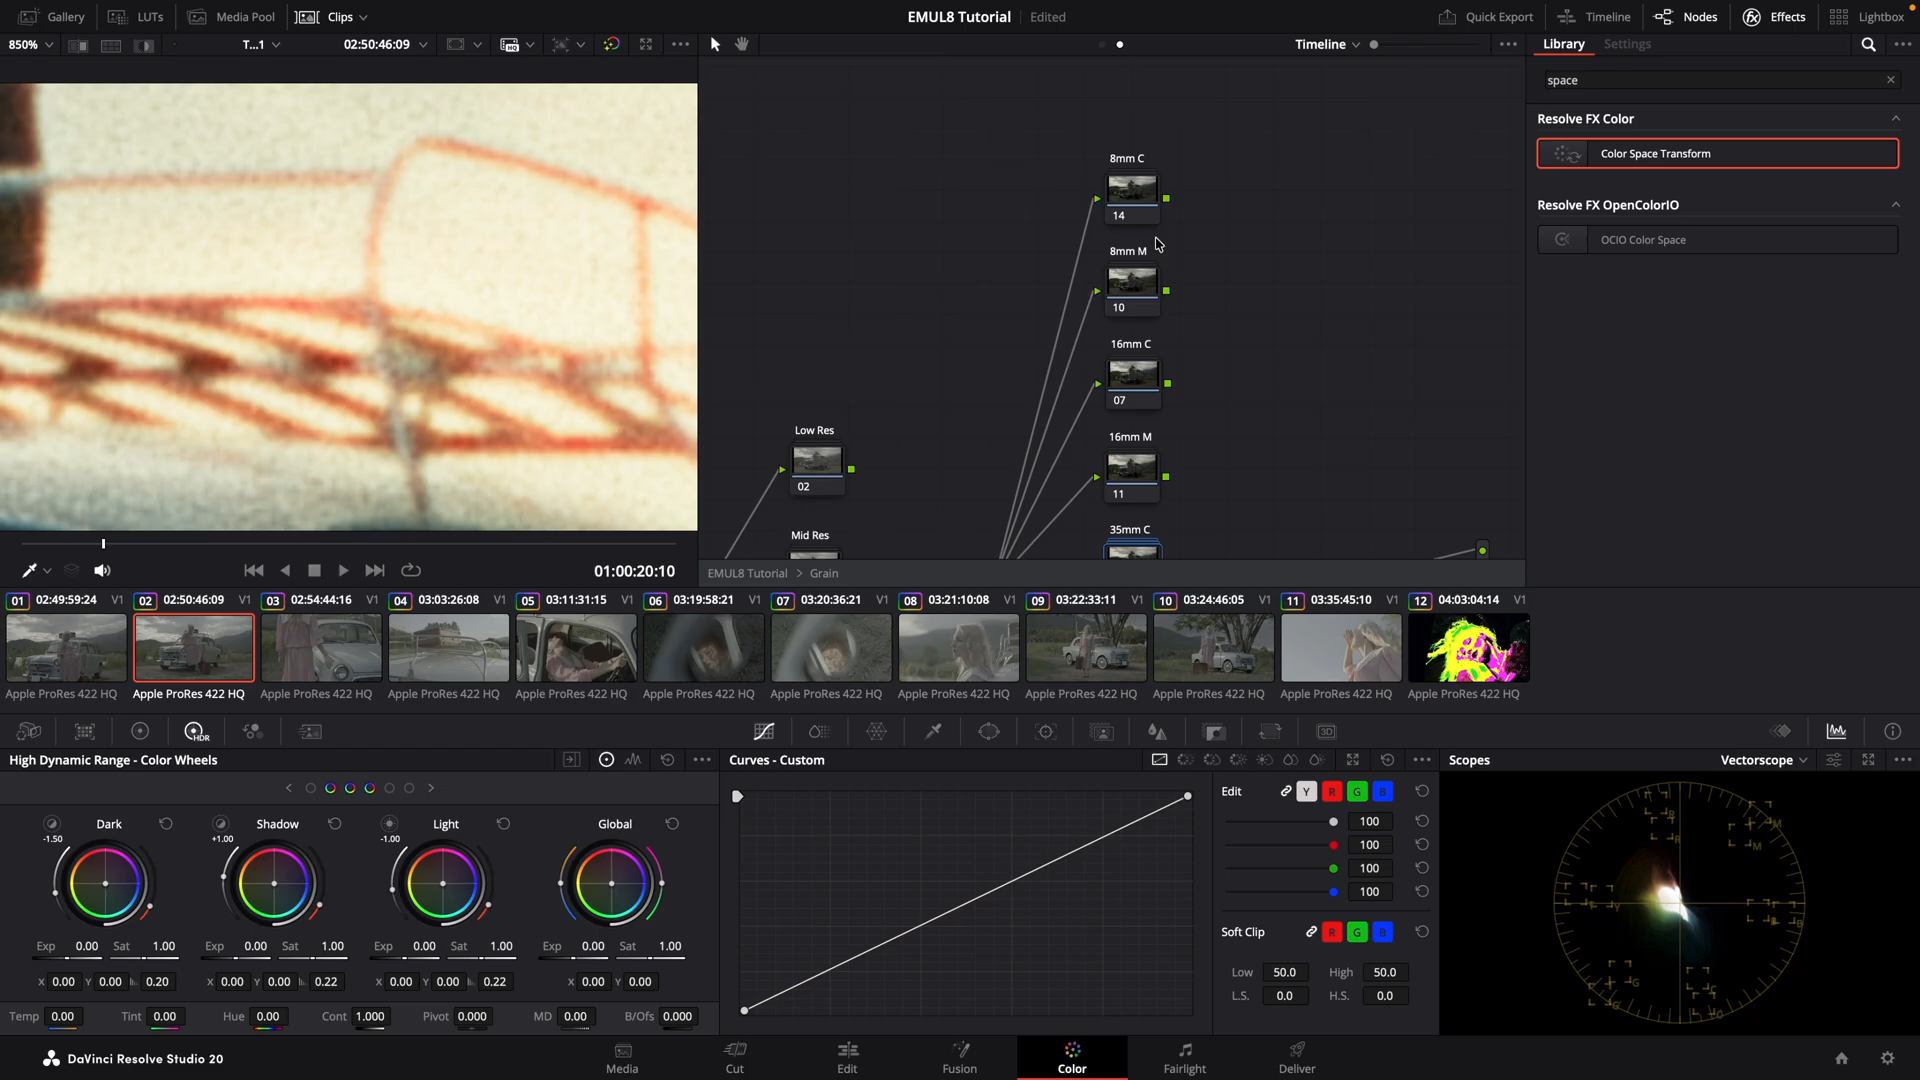 Gallery LUTs Media Pool Clips EMUL8 Tutorial Edited Quick Export Timeline Nodes Effects Lightbox
850% T...1 02:50:46:09 Timeline Library Settings
space
Resolve FX Color
Color Space Transform
Resolve FX OpenColorIO
OCIO Color Space
8mm C
14
8mm M
10
16mm C
07
16mm M
11
35mm C
Low Res
02
Mid Res
01:00:20:10
EMUL8 Tutorial > Grain
01 02:49:59:24 V1 02 02:50:46:09 V1 03 02:54:44:16 V1 04 03:03:26:08 V1 05 03:11:31:15 V1 06 03:19:58:21 V1 07 03:20:36:21 V1 08 03:21:10:08 V1 09 03:22:33:11 V1 10 03:24:46:05 V1 11 03:35:45:10 V1 12 04:03:04:14 V1
Apple ProRes 422 HQ Apple ProRes 422 HQ Apple ProRes 422 HQ Apple ProRes 422 HQ Apple ProRes 422 HQ Apple ProRes 422 HQ Apple ProRes 422 HQ Apple ProRes 422 HQ Apple ProRes 422 HQ Apple ProRes 422 HQ Apple ProRes 422 HQ Apple ProRes 422 HQ
HDR 3D
High Dynamic Range - Color Wheels
Dark Shadow Light Global
-1.50 +1.00 -1.00
Exp 0.00 Sat 1.00 Exp 0.00 Sat 1.00 Exp 0.00 Sat 1.00 Exp 0.00 Sat 1.00
X 0.00 Y 0.00 0.20 X 0.00 Y 0.00 0.22 X 0.00 Y 0.00 0.22 X 0.00 Y 0.00
Temp 0.00 Tint 0.00 Hue 0.00 Cont 1.000 Pivot 0.000 MD 0.00 B/Ofs 0.000
Curves - Custom
Edit Y R G B
100
100
100
100
Soft Clip R G B
Low 50.0 High 50.0
L.S. 0.0 H.S. 0.0
Scopes Vectorscope
DaVinci Resolve Studio 20 Media Cut Edit Fusion Color Fairlight Deliver